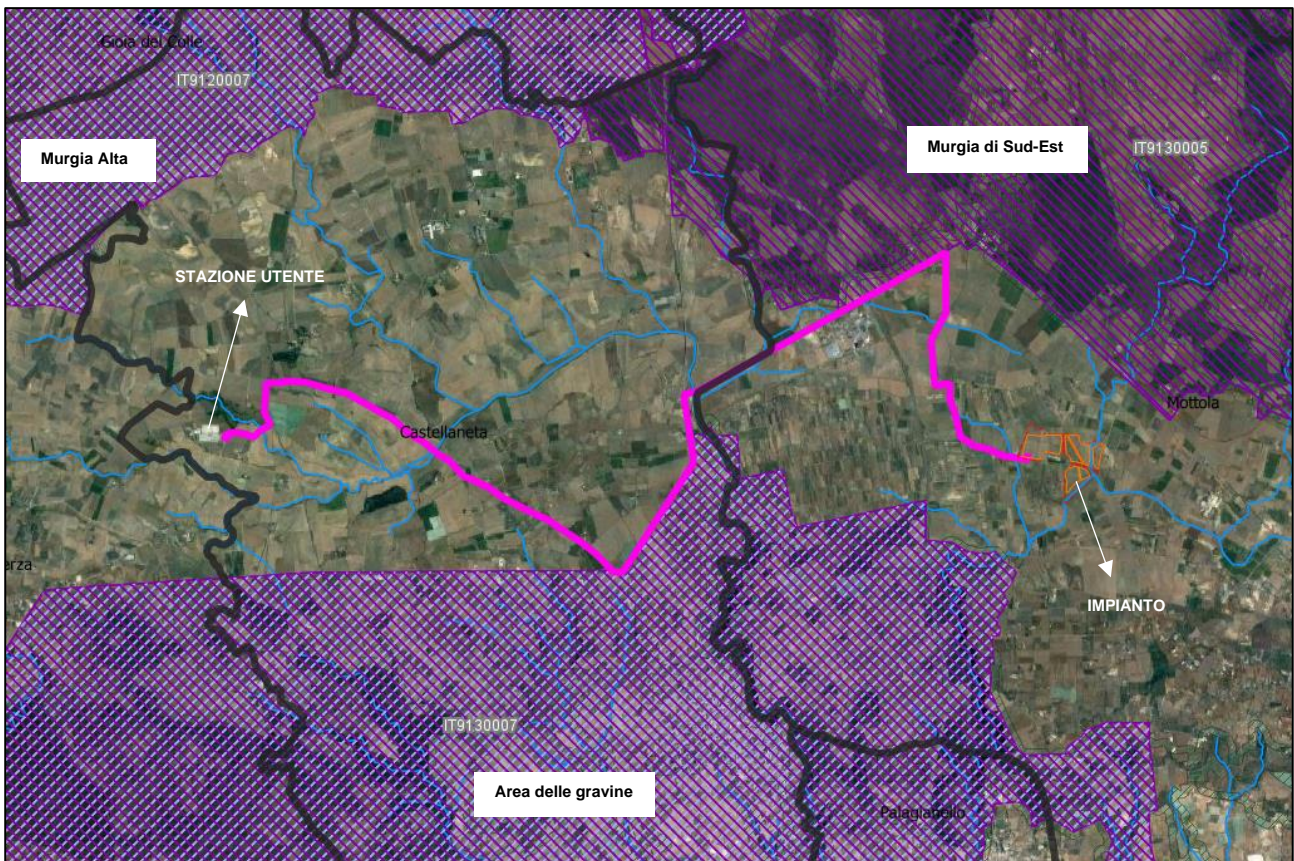 Gioia del Colle
IT9120007
Murgia Alta
Murgia di Sud-Est
IT9130005
STAZIONE UTENTE
Castellaneta
Mottola
erza
IMPIANTO
IT9130007
Area delle gravine
Palagianello